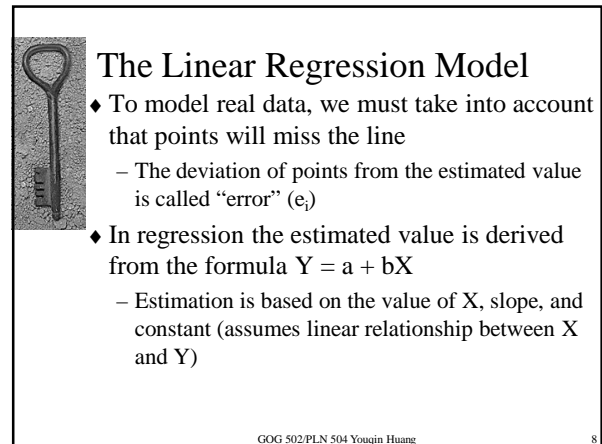 The Linear Regression Model
♦ To model real data, we must take into account
that points will miss the line
– The deviation of points from the estimated value
is called “error” (eᵢ)
♦ In regression the estimated value is derived
from the formula Y = a + bX
– Estimation is based on the value of X, slope, and
constant (assumes linear relationship between X
and Y)
GOG 502/PLN 504 Youqin Huang 8